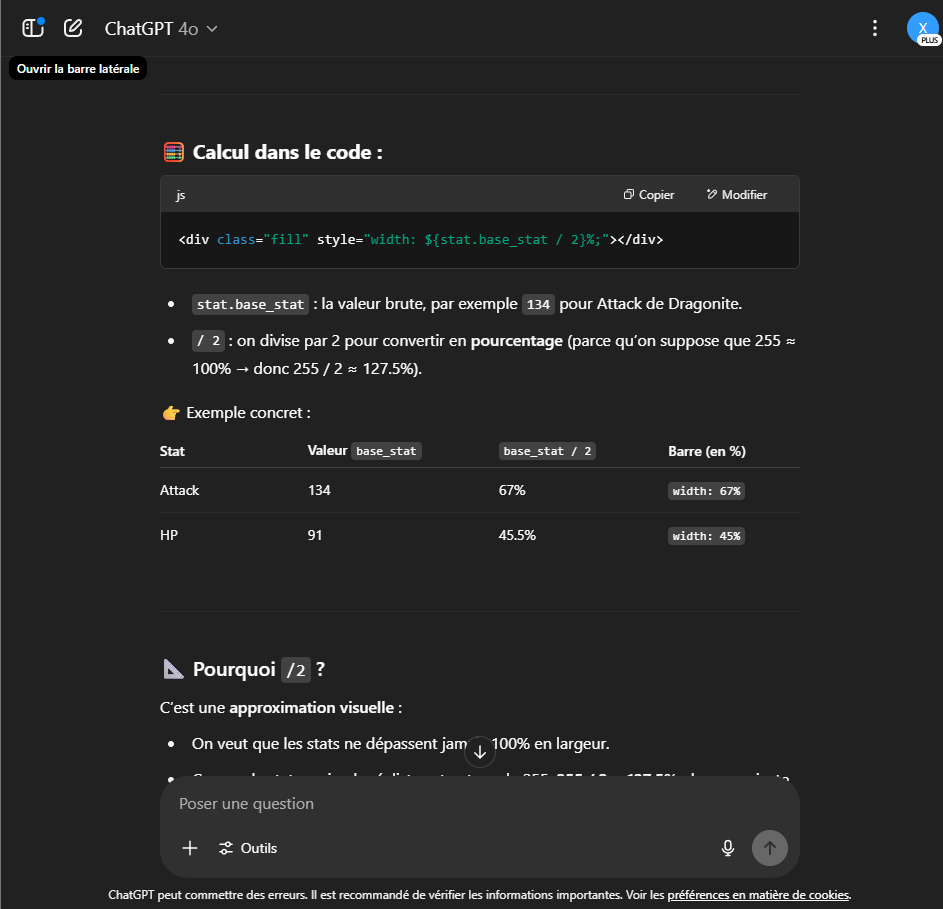 ChatGPT 4o
X
PLUS
Ouvrir la barre latérale
Calcul dans le code :
js Copier Modifier
<div class="fill" style="width: ${stat.base_stat / 2}%;"></div>
• stat.base_stat : la valeur brute, par exemple 134 pour Attack de Dragonite.
• / 2 : on divise par 2 pour convertir en pourcentage (parce qu'on suppose que 255 ≈
100% → donc 255 / 2 ≈ 127.5%).
👉 Exemple concret :
Stat Valeur base_stat base_stat / 2 Barre (en %)
Attack 134 67% width: 67%
HP 91 45.5% width: 45%
Pourquoi /2 ?
C'est une approximation visuelle :
• On veut que les stats ne dépassent jam 100% en largeur.
Poser une question
Outils
ChatGPT peut commettre des erreurs. Il est recommandé de vérifier les informations importantes. Voir les préférences en matière de cookies.